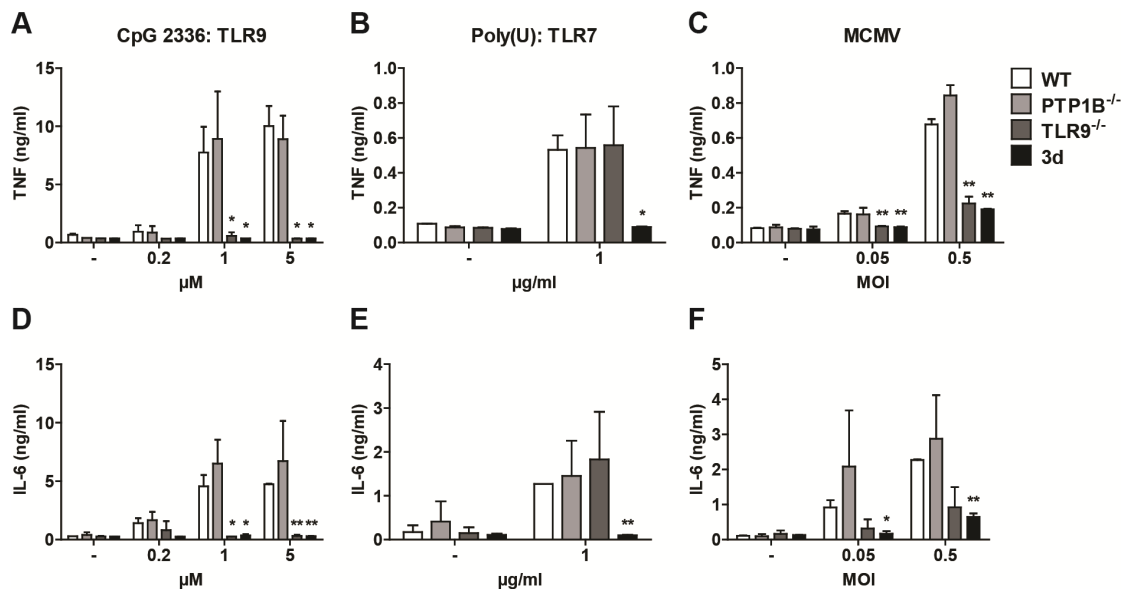 A
CpG 2336: TLR9
TNF (ng/ml)
15
10
5
0
* *
* *
- 0.2 1 5
µM
B
Poly(U): TLR7
TNF (ng/ml)
1.0
0.8
0.6
0.4
0.2
0.0
*
- 1
µg/ml
C
MCMV
TNF (ng/ml)
1.0
0.8
0.6
0.4
0.2
0.0
** **
** **
- 0.05 0.5
MOI
WT
PTP1B-/-
TLR9-/-
3d
D
IL-6 (ng/ml)
15
10
5
0
* *
** **
- 0.2 1 5
µM
E
IL-6 (ng/ml)
4
3
2
1
0
**
- 1
µg/ml
F
IL-6 (ng/ml)
5
4
3
2
1
0
*
**
- 0.05 0.5
MOI